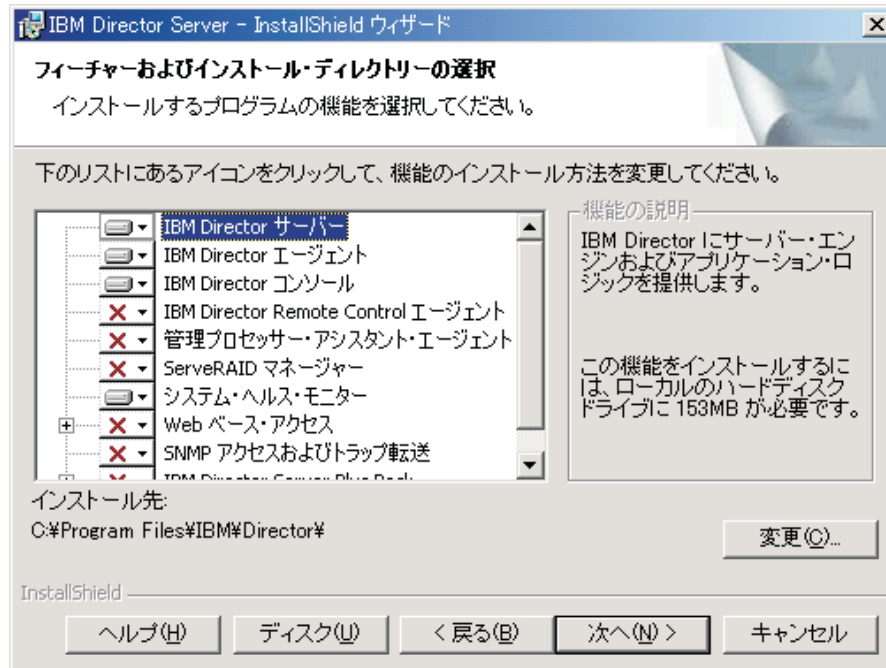 IBM Director Server - InstallShield ウィザード
フィーチャーおよびインストール・ディレクトリーの選択
インストールするプログラムの機能を選択してください。
下のリストにあるアイコンをクリックして、機能のインストール方法を変更してください。
IBM Director サーバー
IBM Director エージェント
IBM Director コンソール
IBM Director Remote Control エージェント
管理プロセッサー・アシスタント・エージェント
ServeRAID マネージャー
システム・ヘルス・モニター
Web ベース・アクセス
SNMP アクセスおよびトラップ転送
IBM Director Server Plus Pack
機能の説明
IBM Director にサーバー・エン
ジンおよびアプリケーション・ロ
ジックを提供します。
この機能をインストールするに
は、ローカルのハードディスク
ドライブに 153MB が必要です。
インストール先:
C:¥Program Files¥IBM¥Director¥
変更(C)...
InstallShield
ヘルプ(H)
ディスク(U)
< 戻る(B)
次へ(N) >
キャンセル